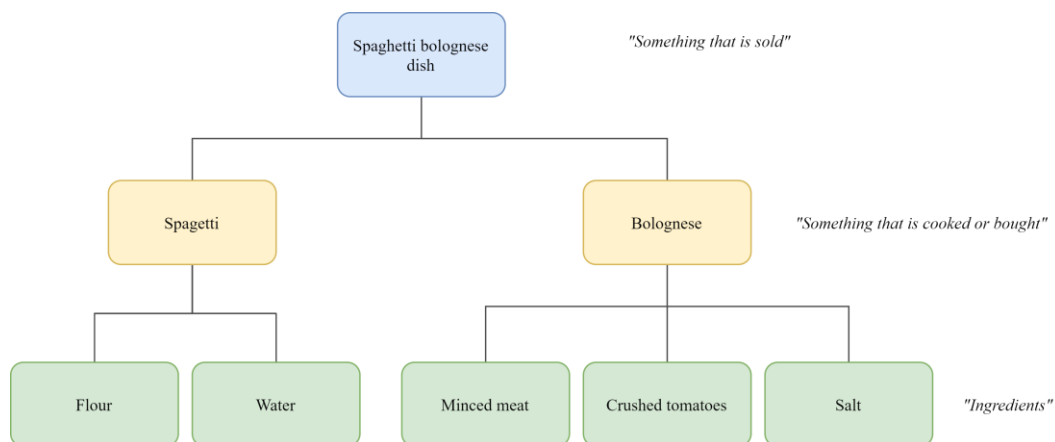 Spaghetti bolognese
dish
"Something that is sold"
Spagetti
Bolognese
"Something that is cooked or bought"
Flour
Water
Minced meat
Crushed tomatoes
Salt
"Ingredients"